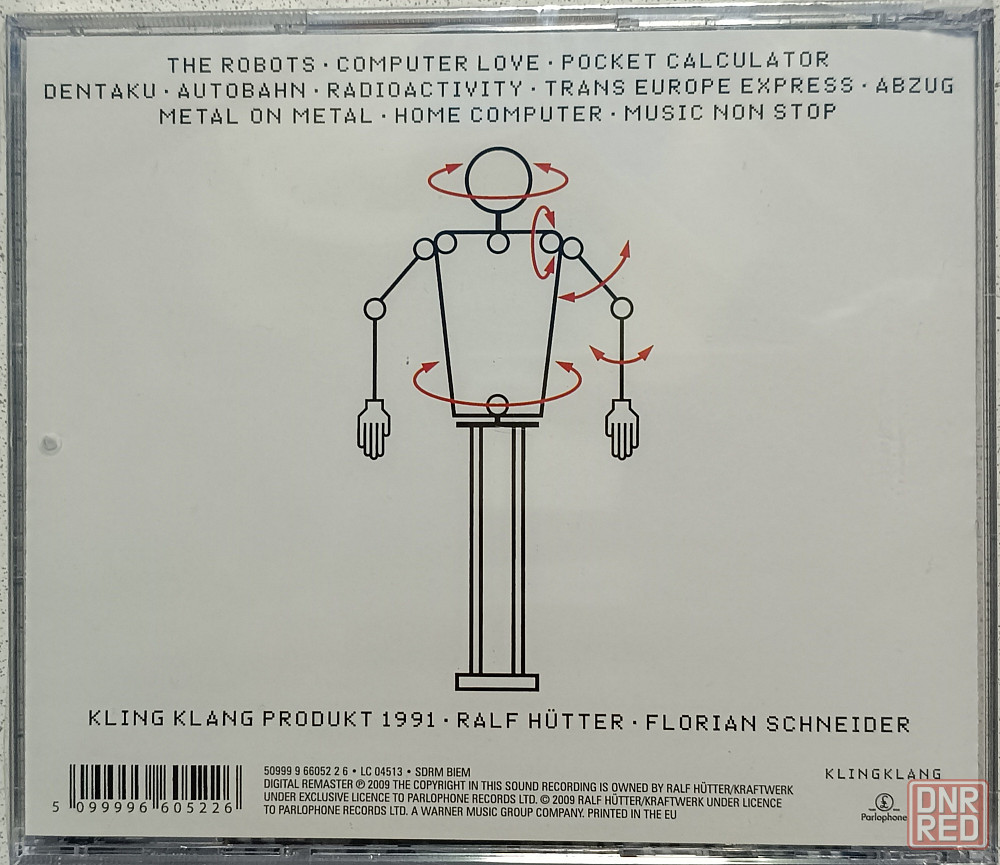 THE ROBOTS · COMPUTER LOVE · POCKET CALCULATOR
DENTAKU · AUTOBAHN · RADIOACTIVITY · TRANS EUROPE EXPRESS · ABZUG
METAL ON METAL · HOME COMPUTER · MUSIC NON STOP
KLING KLANG PRODUKT 1991 · RALF HÜTTER · FLORIAN SCHNEIDER
KLINGKLANG
50999 9 66052 2 6 • LC 04513 • SDRM BIEM
DIGITAL REMASTER ℗ 2009 THE COPYRIGHT IN THIS SOUND RECORDING IS OWNED BY RALF HÜTTER/KRAFTWERK
UNDER EXCLUSIVE LICENCE TO PARLOPHONE RECORDS LTD. © 2009 RALF HÜTTER/KRAFTWERK UNDER LICENCE
TO PARLOPHONE RECORDS LTD. A WARNER MUSIC GROUP COMPANY. PRINTED IN THE EU
5 099996 605226
Parlophone
DNR
RED